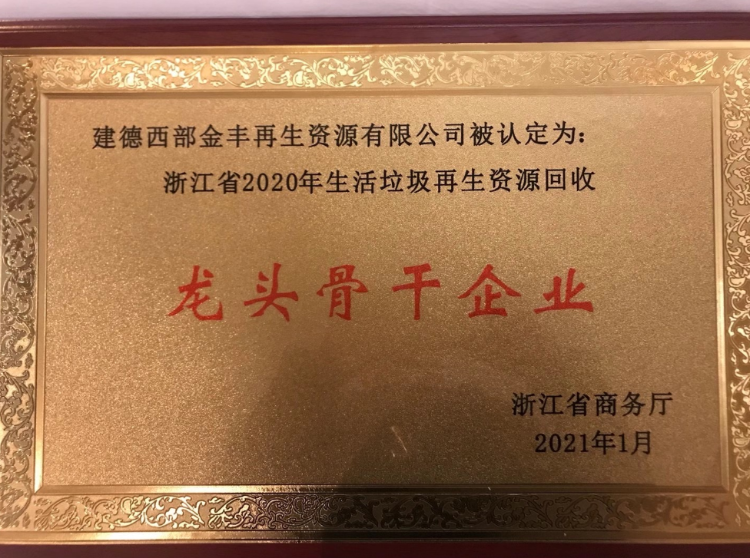 建德西部金丰再生资源有限公司被认定为：
浙江省2020年生活垃圾再生资源回收
龙头骨干企业
浙江省商务厅
2021年1月